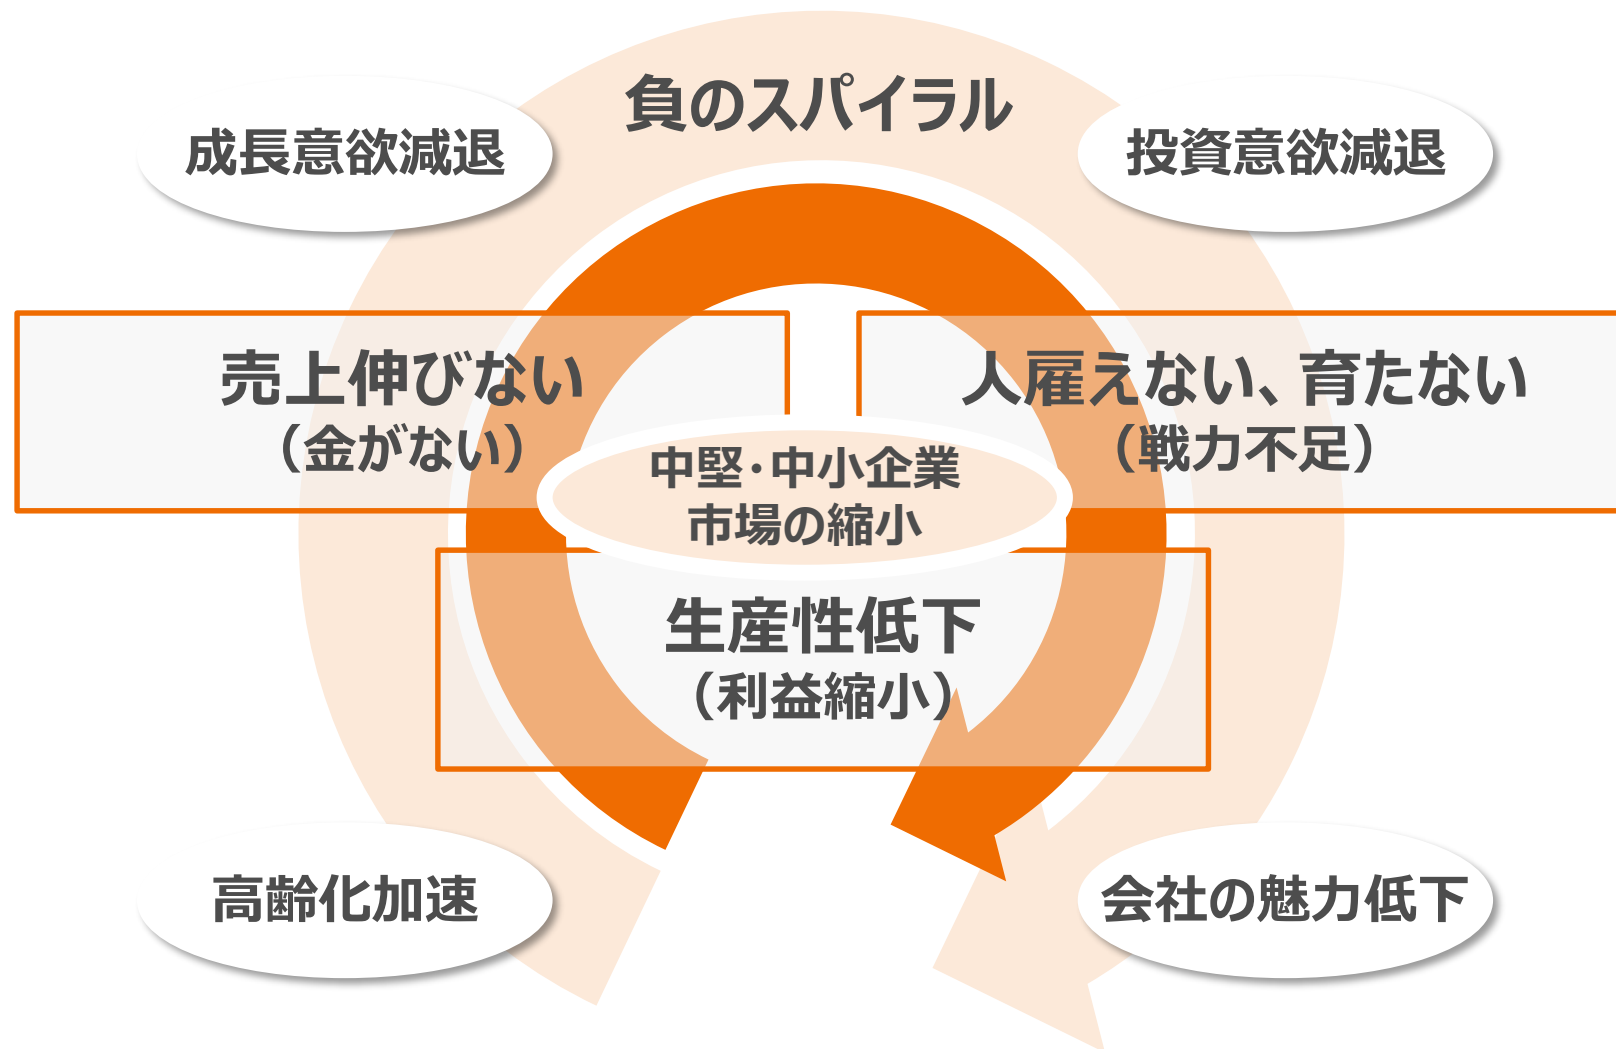 負のスパイラル
成長意欲減退
投資意欲減退
売上伸びない
（金がない）
人雇えない、育たない
（戦力不足）
中堅・中小企業
市場の縮小
生産性低下
（利益縮小）
高齢化加速
会社の魅力低下